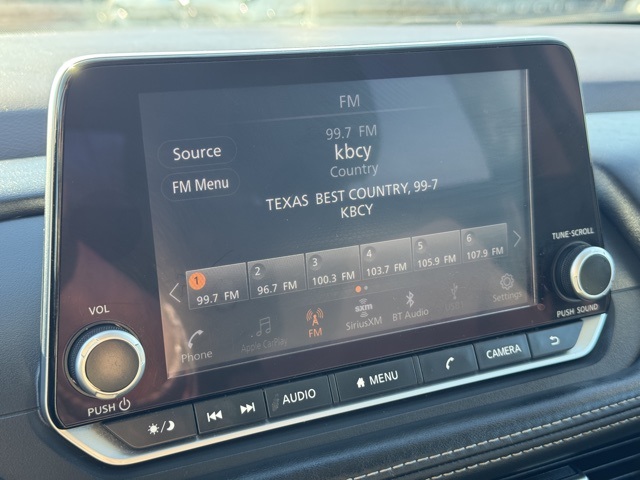 FM
99.7 FM
kbcy
Country
Source
FM Menu
TEXAS BEST COUNTRY, 99-7
KBCY
1 2 3 4 5 6
99.7 FM 96.7 FM 100.3 FM 103.7 FM 105.9 FM 107.9 FM
Phone Apple CarPlay FM sxm SiriusXM BT Audio USB Settings
TUNE·SCROLL
PUSH SOUND
VOL
PUSH
AUDIO MENU CAMERA